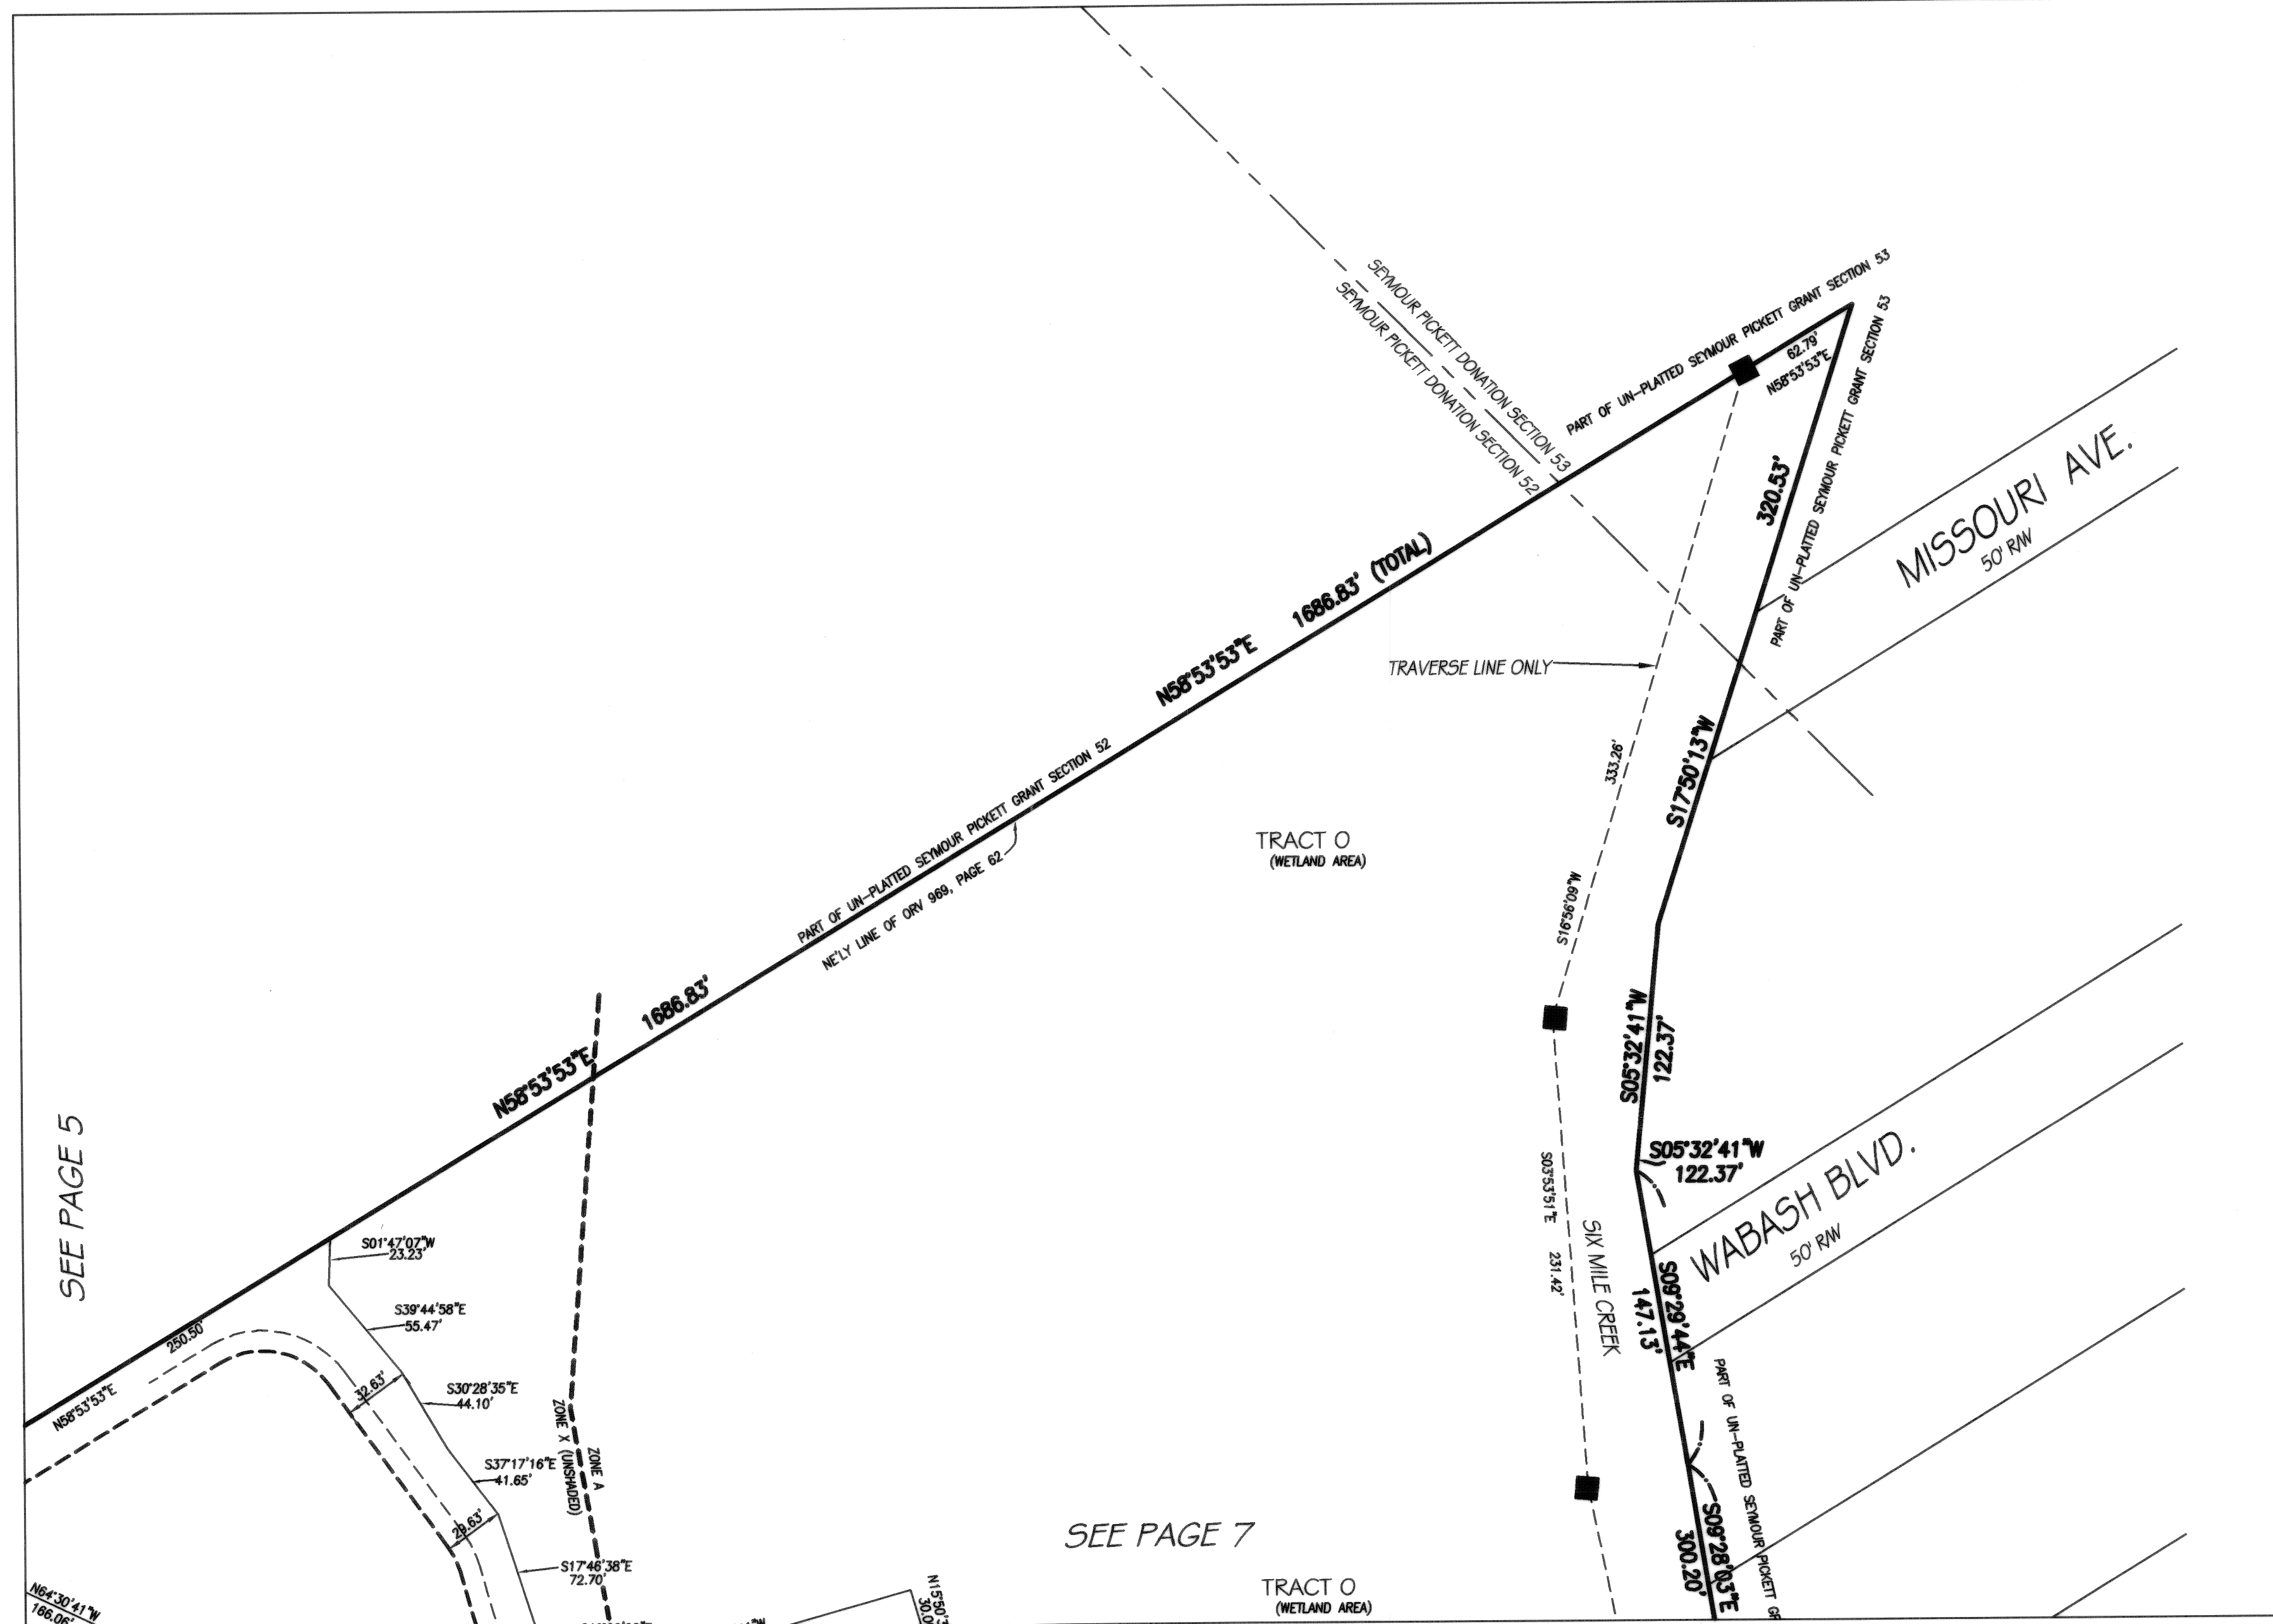 SEYMOUR PICKETT DONATION SECTION 53
SEYMOUR PICKETT DONATION SECTION 52
PART OF UN-PLATTED SEYMOUR PICKETT GRANT SECTION 53
62.79'
N58°53'53"E
PART OF UN-PLATTED SEYMOUR PICKETT GRANT SECTION 53
320.53'
MISSOURI AVE.
50' R/W
1686.83' (TOTAL)
N58°53'53"E
TRAVERSE LINE ONLY
S17°50'13"W
333.26'
PART OF UN-PLATTED SEYMOUR PICKETT GRANT SECTION 52
NE'LY LINE OF ORV 969, PAGE 62
TRACT O
(WETLAND AREA)
S16°56'09"W
1686.83'
N58°53'53"E
S05°32'41"W
122.37'
S05°32'41"W
122.37'
SEE PAGE 5
WABASH BLVD.
50' R/W
S03°53'51"E 231.42'
SIX MILE CREEK
S09°29'44"E
147.13'
S01°47'07"W
23.23'
S39°44'58"E
55.47'
250.50'
N58°53'53"E
32.63'
S30°28'35"E
44.10'
S37°17'16"E
41.65'
ZONE X (UNSHADED)
ZONE A
29.63'
S17°46'38"E
72.70'
SEE PAGE 7
PART OF UN-PLATTED SEYMOUR PICKETT
S09°28'03"E
300.20'
TRACT O
(WETLAND AREA)
N64°30'41"W
166.06'